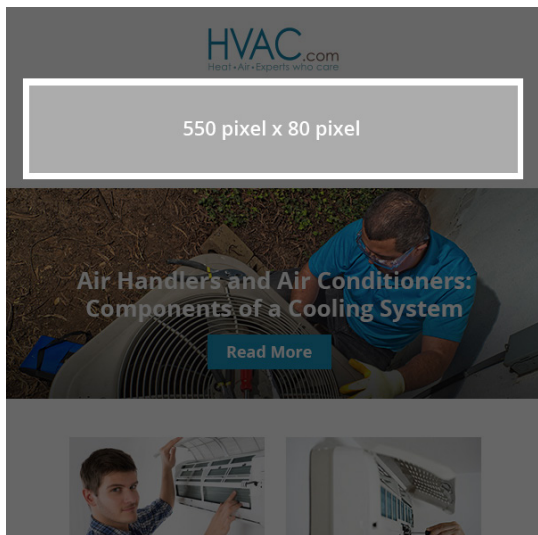 HVAC.com
Heat•Air•Experts who care
550 pixel x 80 pixel
Air Handlers and Air Conditioners:
Components of a Cooling System
Read More